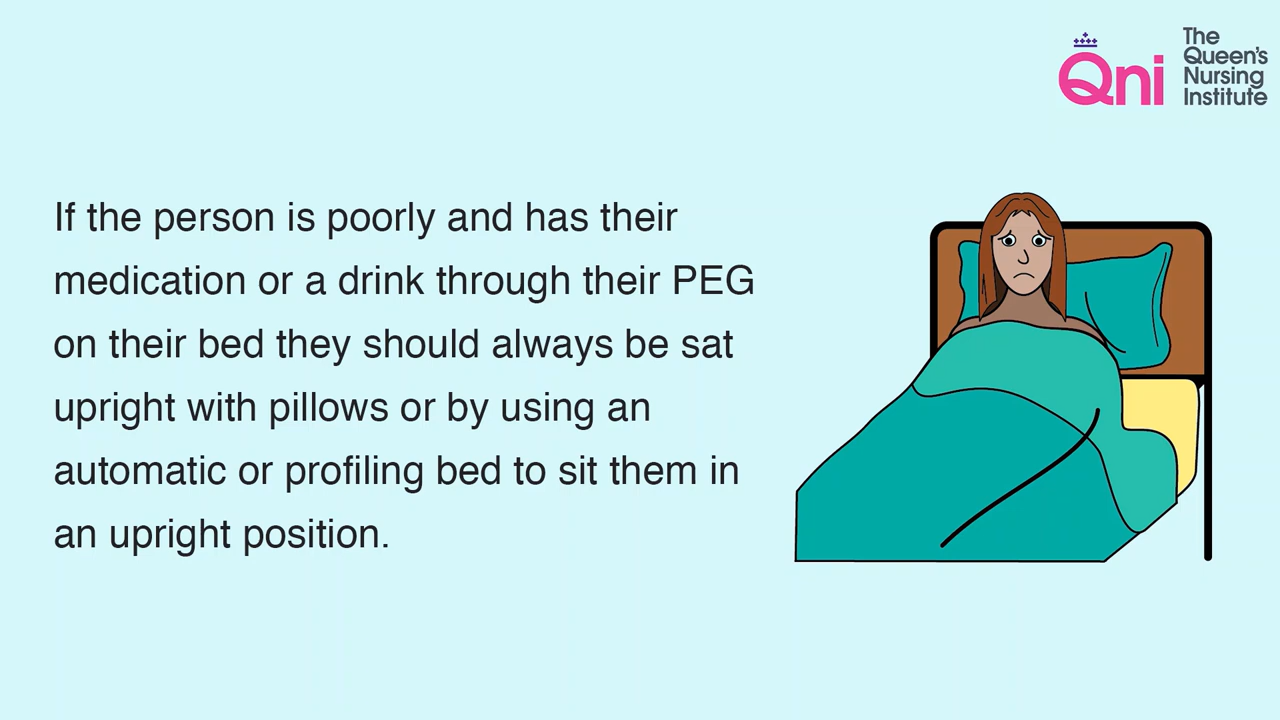 Qni
The
Queen's
Nursing
Institute
If the person is poorly and has their
medication or a drink through their PEG
on their bed they should always be sat
upright with pillows or by using an
automatic or profiling bed to sit them in
an upright position.